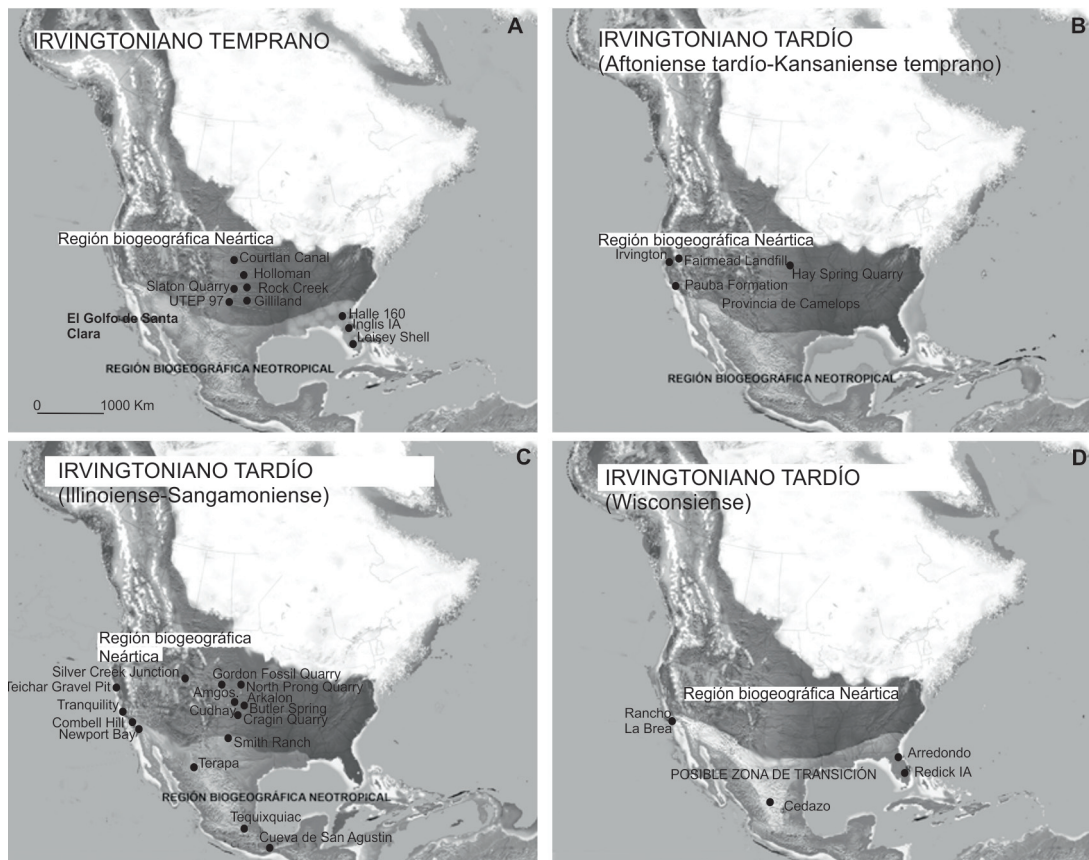 A
IRVINGTONIANO TEMPRANO
Región biogeográfica Neártica
Courtlan Canal
Holloman
Slaton Quarry
Rock Creek
UTEP 97
Gilliland
El Golfo de Santa
Clara
Halle 160
Inglis IA
Leisey Shell
REGIÓN BIOGEOGRÁFICA NEOTROPICAL
0 1000 Km
B
IRVINGTONIANO TARDÍO
(Aftoniense tardío-Kansaniense temprano)
Región biogeográfica Neártica
Irvington
Fairmead Landfill
Hay Spring Quarry
Pauba Formation
Provincia de Camelops
REGIÓN BIOGEOGRÁFICA NEOTROPICAL
C
IRVINGTONIANO TARDÍO
(Illinoiense-Sangamoniense)
Región biogeográfica
Neártica
Silver Creek Junction
Gordon Fossil Quarry
Teichar Gravel Pit
North Prong Quarry
Amgos
Arkalon
Tranquility
Cudhay
Butler Spring
Combell Hill
Cragin Quarry
Newport Bay
Smith Ranch
Terapa
REGIÓN BIOGEOGRÁFICA NEOTROPICAL
Tequixquiac
Cueva de San Agustin
D
IRVINGTONIANO TARDÍO
(Wisconsiense)
Región biogeográfica Neártica
Rancho
La Brea
Arredondo
POSIBLE ZONA DE TRANSICIÓN
Redick IA
Cedazo